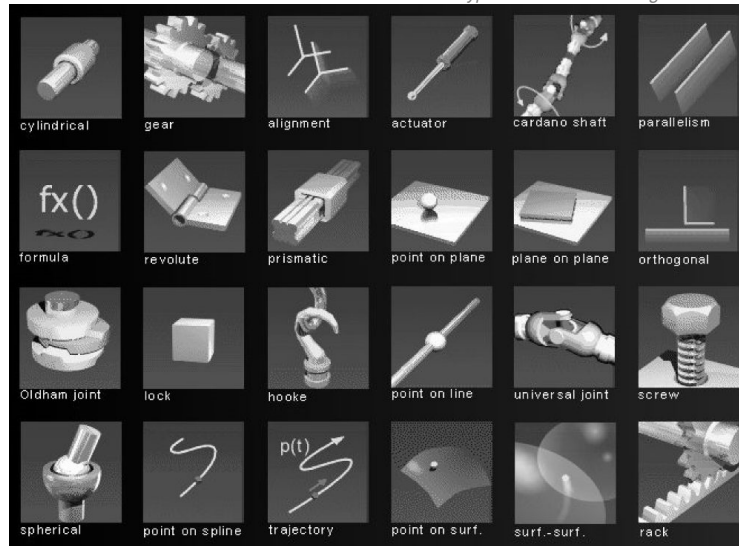 cylindrical
gear
alignment
actuator
cardano shaft
parallelism
fx()
formula
revolute
prismatic
point on plane
plane on plane
orthogonal
Oldham joint
lock
hooke
point on line
universal joint
screw
spherical
point on spline
p(t)
trajectory
point on surf.
surf.-surf.
rack